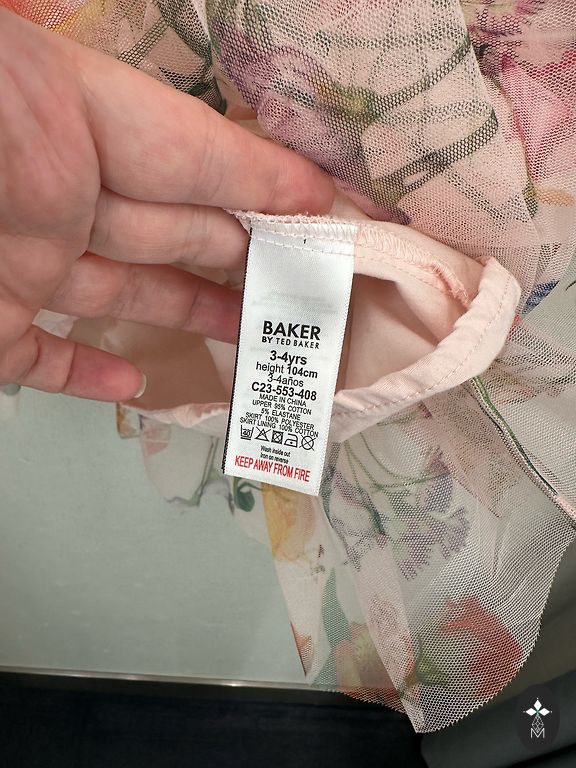 1
BAKER
BY TED BAKER
3-4yrs
height 104cm
3-4años
C23-553-408
MADE IN CHINA
UPPER 95% COTTON
5% ELASTANE
SKIRT 100% POLYESTER
SKIRT LINING 100% COTTON
40
Wash inside out
iron on reverse
KEEP AWAY FROM FIRE
M